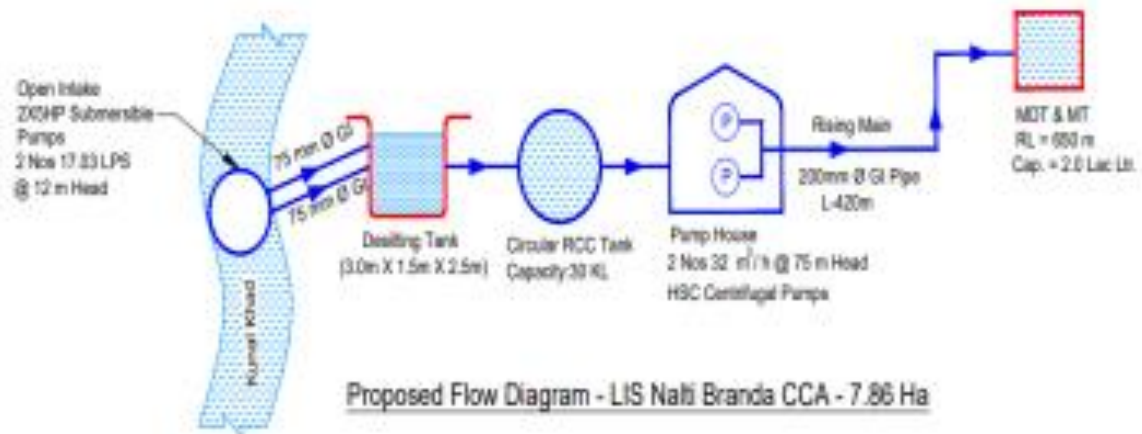 Open Intake
2X5HP Submersible
Pumps
2 Nos 17.03 LPS
@ 12 m Head
75 mm Ø GI
75 mm Ø GI
Kunal Khad
Desilting Tank
(3.0m X 1.5m X 2.5m)
Circular RCC Tank
Capacity:30 KL
P
P
Pump House
2 Nos 32 m³/h @ 75 m Head
HSC Centrifugal Pumps
Rising Main
200mm Ø GI Pipe
L-420m
MDT & MT
RL = 650 m
Cap. = 2.0 Lac Ltr.
Proposed Flow Diagram - LIS Nalti Branda CCA - 7.86 Ha